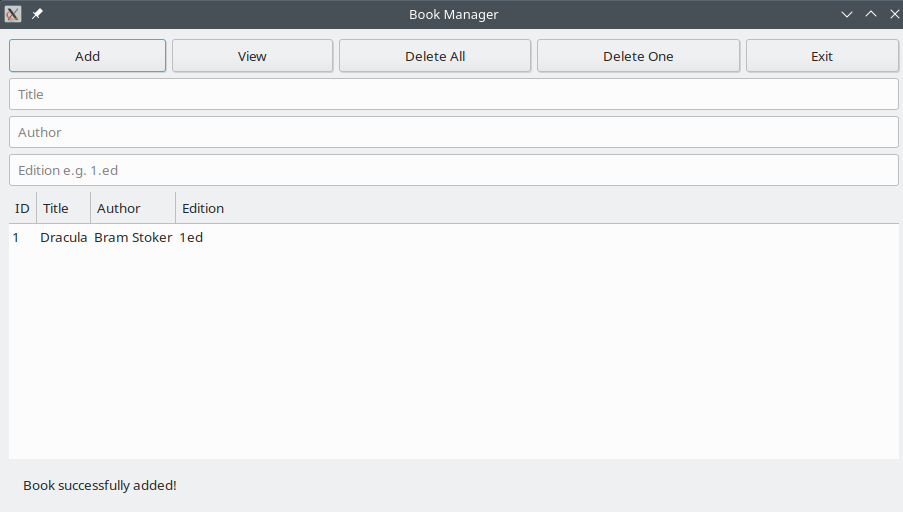 Book Manager
Add View Delete All Delete One Exit
Title
Author
Edition e.g. 1.ed
ID Title Author Edition
1 Dracula Bram Stoker 1ed
Book successfully added!